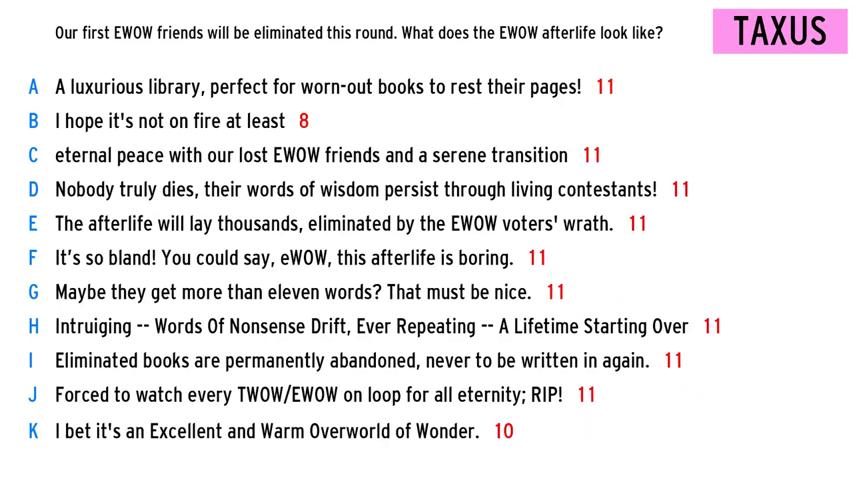 Our first EWOW friends will be eliminated this round. What does the EWOW afterlife look like?
TAXUS
A A luxurious library, perfect for worn-out books to rest their pages! 11
B I hope it's not on fire at least 8
C eternal peace with our lost EWOW friends and a serene transition 11
D Nobody truly dies, their words of wisdom persist through living contestants! 11
E The afterlife will lay thousands, eliminated by the EWOW voters' wrath. 11
F It’s so bland! You could say, eWOW, this afterlife is boring. 11
G Maybe they get more than eleven words? That must be nice. 11
H Intruiging -- Words Of Nonsense Drift, Ever Repeating -- A Lifetime Starting Over 11
I Eliminated books are permanently abandoned, never to be written in again. 11
J Forced to watch every TWOW/EWOW on loop for all eternity; RIP! 11
K I bet it's an Excellent and Warm Overworld of Wonder. 10